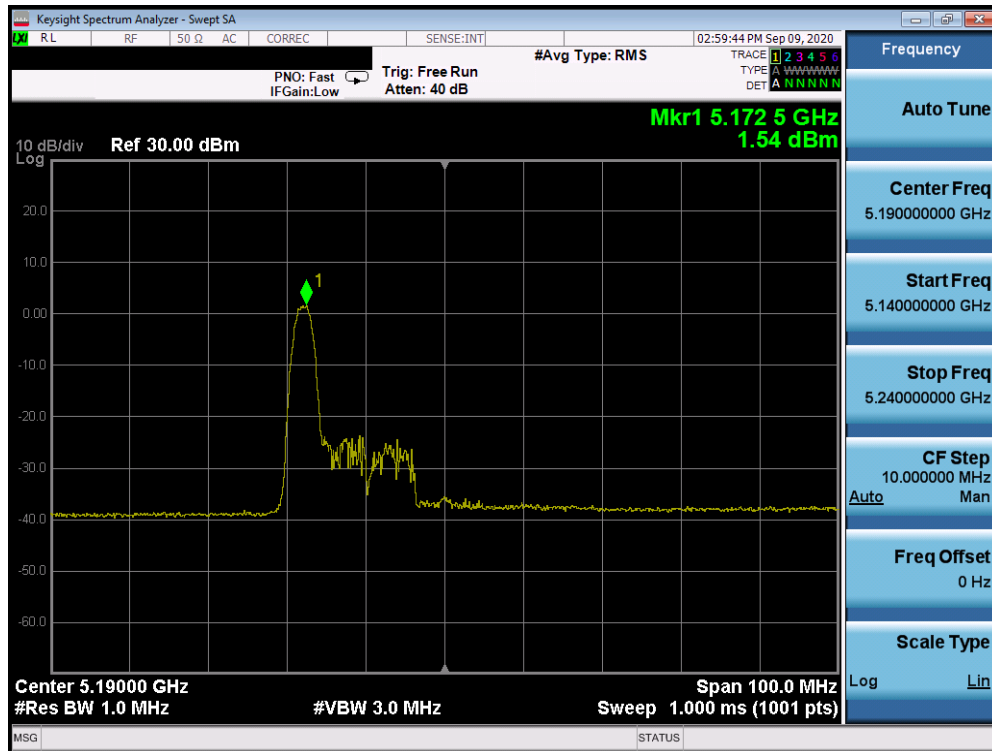 Keysight Spectrum Analyzer - Swept SA
LXI RL RF 50 Ω AC CORREC SENSE:INT 02:59:44 PM Sep 09, 2020
#Avg Type: RMS TRACE 1 2 3 4 5 6
PNO: Fast Trig: Free Run TYPE A WWWWW
IFGain:Low Atten: 40 dB DET A N N N N N
Mkr1 5.172 5 GHz
10 dB/div Ref 30.00 dBm 1.54 dBm
Log
1
20.0
10.0
0.00
-10.0
-20.0
-30.0
-40.0
-50.0
-60.0
Center 5.19000 GHz Span 100.0 MHz
#Res BW 1.0 MHz #VBW 3.0 MHz Sweep 1.000 ms (1001 pts)
MSG STATUS
Frequency
Auto Tune
Center Freq
5.190000000 GHz
Start Freq
5.140000000 GHz
Stop Freq
5.240000000 GHz
CF Step
10.000000 MHz
Auto Man
Freq Offset
0 Hz
Scale Type
Log Lin